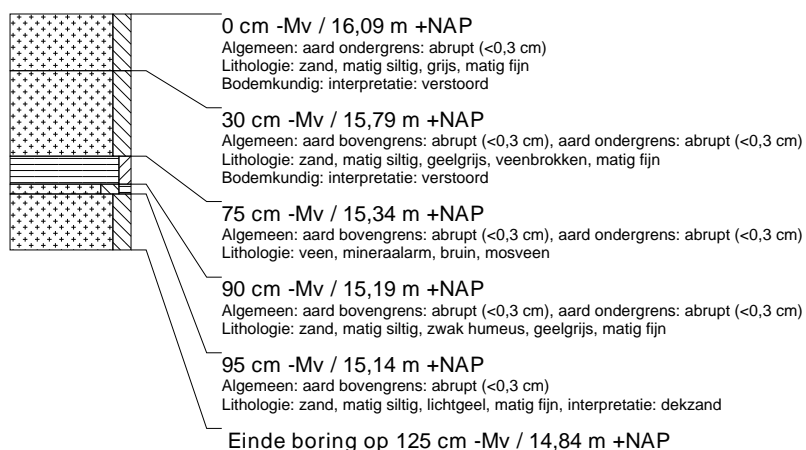 0 cm -Mv / 16,09 m +NAP
Algemeen: aard ondergrens: abrupt (<0,3 cm)
Lithologie: zand, matig siltig, grijs, matig fijn
Bodemkundig: interpretatie: verstoord
30 cm -Mv / 15,79 m +NAP
Algemeen: aard bovengrens: abrupt (<0,3 cm), aard ondergrens: abrupt (<0,3 cm)
Lithologie: zand, matig siltig, geelgrijs, veenbrokken, matig fijn
Bodemkundig: interpretatie: verstoord
75 cm -Mv / 15,34 m +NAP
Algemeen: aard bovengrens: abrupt (<0,3 cm), aard ondergrens: abrupt (<0,3 cm)
Lithologie: veen, mineraalarm, bruin, mosveen
90 cm -Mv / 15,19 m +NAP
Algemeen: aard bovengrens: abrupt (<0,3 cm), aard ondergrens: abrupt (<0,3 cm)
Lithologie: zand, matig siltig, zwak humeus, geelgrijs, matig fijn
95 cm -Mv / 15,14 m +NAP
Algemeen: aard bovengrens: abrupt (<0,3 cm)
Lithologie: zand, matig siltig, lichtgeel, matig fijn, interpretatie: dekzand
Einde boring op 125 cm -Mv / 14,84 m +NAP